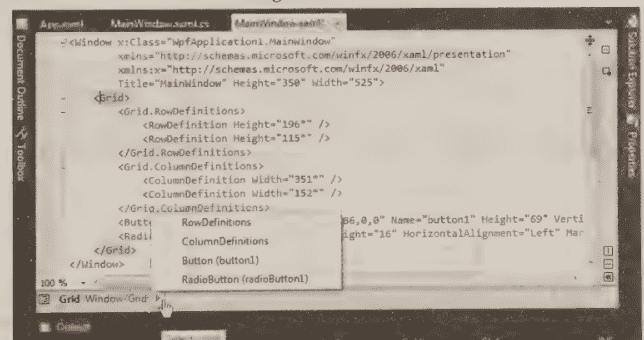 App.xaml MainWindow.xaml.cs MainWindow.xaml*
<Window x:Class="WpfApplication1.MainWindow"
xmlns="http://schemas.microsoft.com/winfx/2006/xaml/presentation"
xmlns:x="http://schemas.microsoft.com/winfx/2006/xaml"
Title="MainWindow" Height="350" Width="525">
<Grid>
<Grid.RowDefinitions>
<RowDefinition Height="196*" />
<RowDefinition Height="115*" />
</Grid.RowDefinitions>
<Grid.ColumnDefinitions>
<ColumnDefinition Width="351*" />
<ColumnDefinition Width="152*" />
</Grid.ColumnDefinitions>
<Butt 86,0,0" Name="button1" Height="69" Verti
<Radi ight="16" HorizontalAlignment="Left" Mar
</Grid>
</Window>
RowDefinitions
ColumnDefinitions
Button (button1)
RadioButton (radioButton1)
100 %
Grid Window/Grid
Output
Document Outline
Toolbox
Solution Explorer
Properties